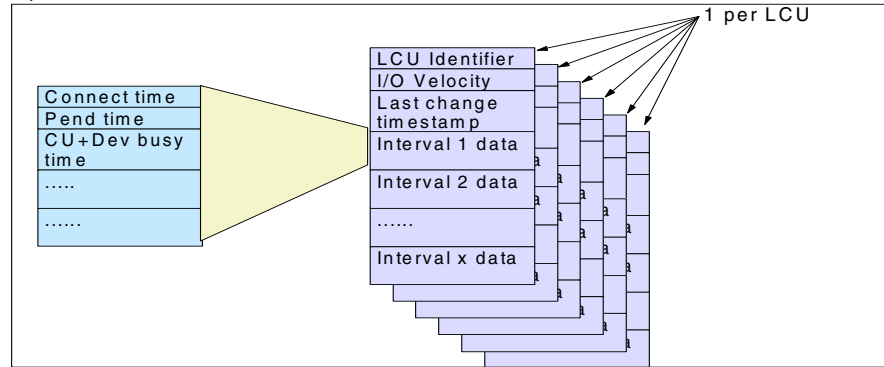 1 per LCU
LCU Identifier
I/O Velocity
Last change
timestamp
Interval 1 data
Interval 2 data
......
Interval x data
Connect time
Pend time
CU+Dev busy
time
.....
......